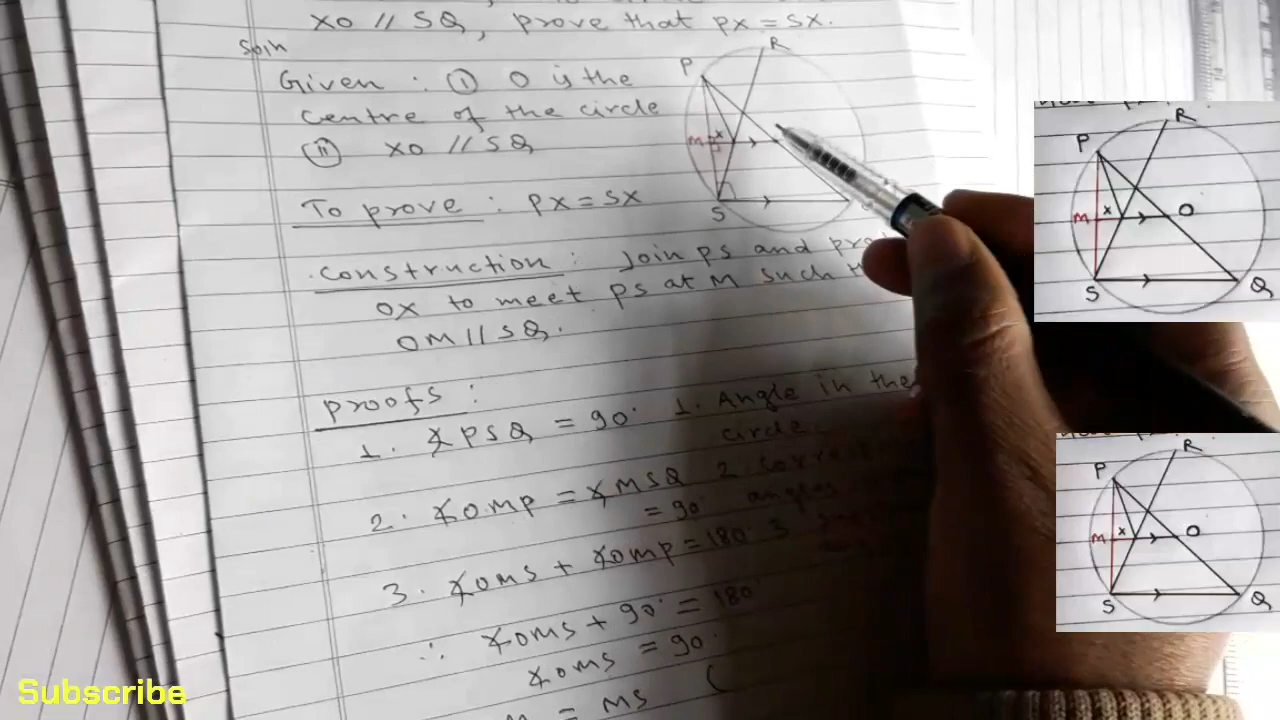 XO // SQ, prove that PX = SX.
Soln
Given : (i) O is the
centre of the circle
(ii) XO // SQ
To prove : PX = SX
Construction : Join PS and
OX to meet PS at M such
OM // SQ.
Proofs :
1. ∡PSQ = 90° 1. Angle in the
circle
2. ∡OMP = ∡MSQ 2.
= 90° angles
3. ∡OMS + ∡OMP = 180° 3
∴ ∡OMS + 90° = 180°
∡OMS = 90°
= MS (
P
R
M
X
S
P
R
M
X
O
S
Q
P
R
M
X
O
S
Q
Subscribe